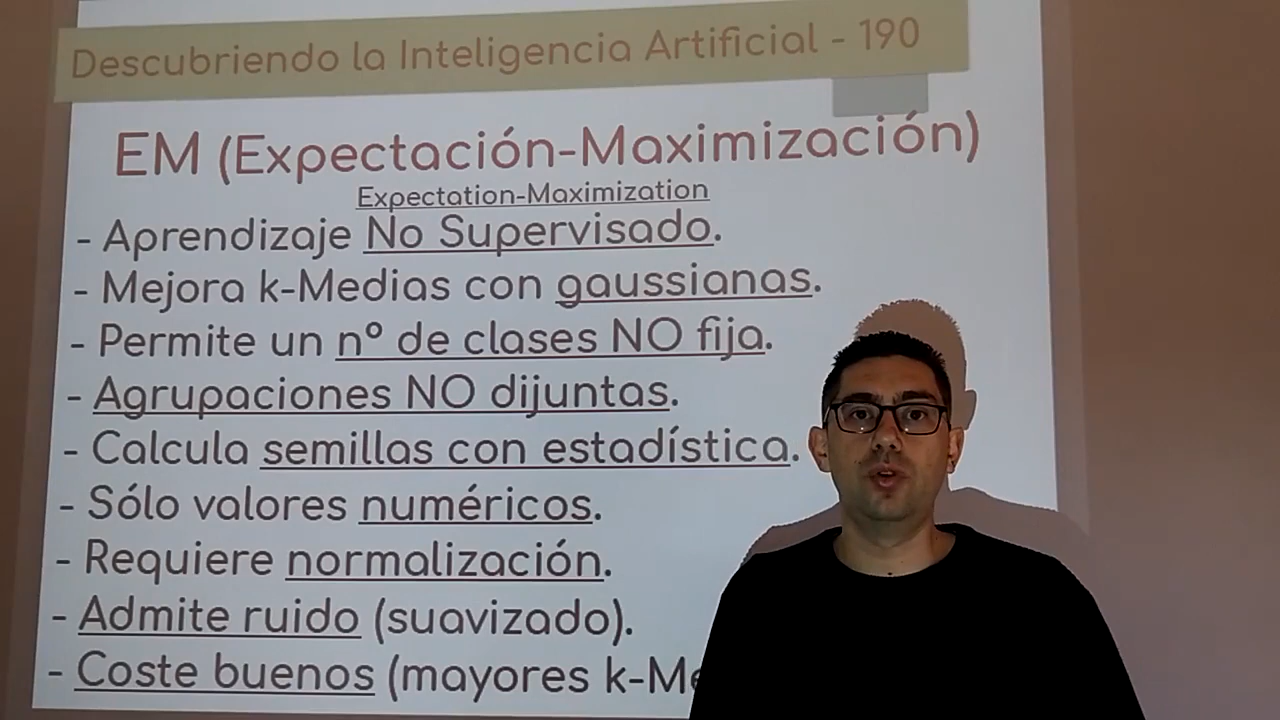 Descubriendo la Inteligencia Artificial - 190
EM (Expectación-Maximización)
Expectation-Maximization
- Aprendizaje No Supervisado.
- Mejora k-Medias con gaussianas.
- Permite un nº de clases NO fija.
- Agrupaciones NO dijuntas.
- Calcula semillas con estadística.
- Sólo valores numéricos.
- Requiere normalización.
- Admite ruido (suavizado).
- Coste buenos (mayores